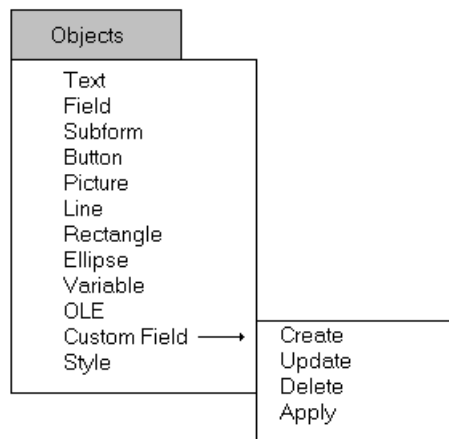 Objects
Text
Field
Subform
Button
Picture
Line
Rectangle
Ellipse
Variable
OLE
Custom Field
Style
Create
Update
Delete
Apply